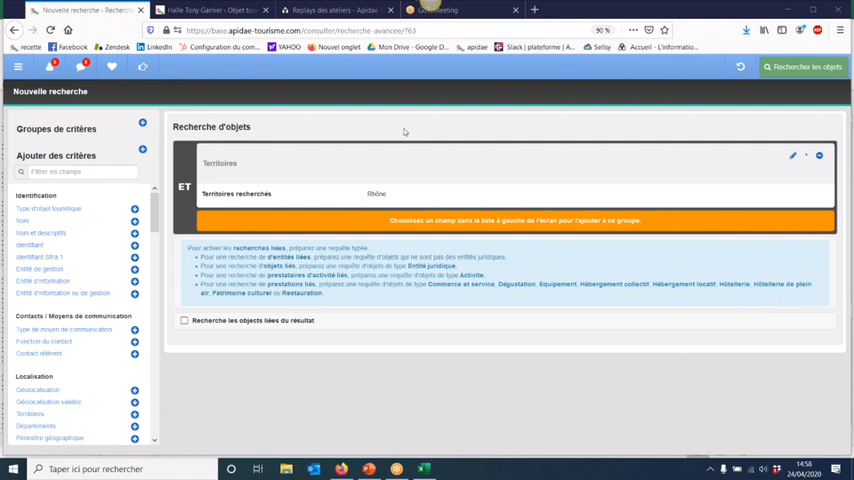 Nouvelle recherche - Recherc
Halle Tony Garnier - Objet tou
Replays des ateliers - Apidae
GoToMeeting
https://base.apidae-tourisme.com/consulter/recherche-avancee/763
90 %
recette
Facebook
Zendesk
LinkedIn
Configuration du com...
YAHOO
Nouvel onglet
Mon Drive - Google D...
apidae
Slack | plateforme | A...
Sellsy
Accueil - L'informatio...
Rechercher les objets
Nouvelle recherche
Groupes de critères
Ajouter des critères
Filtrer les champs
Identification
Type d'objet touristique
Nom
Nom et descriptifs
Identifiant
Identifiant Sitra 1
Entité de gestion
Entité d'information
Entité d'information ou de gestion
Contacts / Moyens de communication
Type de moyen de communication
Fonction du contact
Contact référent
Localisation
Géolocalisation
Géolocalisation validée
Territoires
Départements
Périmètre géographique
Recherche d'objets
ET
Territoires
Territoires recherchés
Rhône
Choisissez un champ dans la liste à gauche de l'écran pour l'ajouter à ce groupe.
Pour activer les recherches liées, préparez une requête typée :
Pour une recherche de d'entités liées, préparez une requête d'objets qui ne sont pas des entités juridiques,
Pour une recherche d'objets liés, préparez une requête d'objets de type Entité juridique,
Pour une recherche de prestataires d'activité liés, préparez une requête d'objets de type Activité,
Pour une recherche de prestations liés, préparez une requête d'objets de type Commerce et service, Dégustation, Equipement, Hébergement collectif, Hébergement locatif, Hôtellerie, Hôtellerie de plein
air, Patrimoine culturel ou Restauration.
Recherche les objects liées du résultat
Taper ici pour rechercher
14:58
24/04/2020